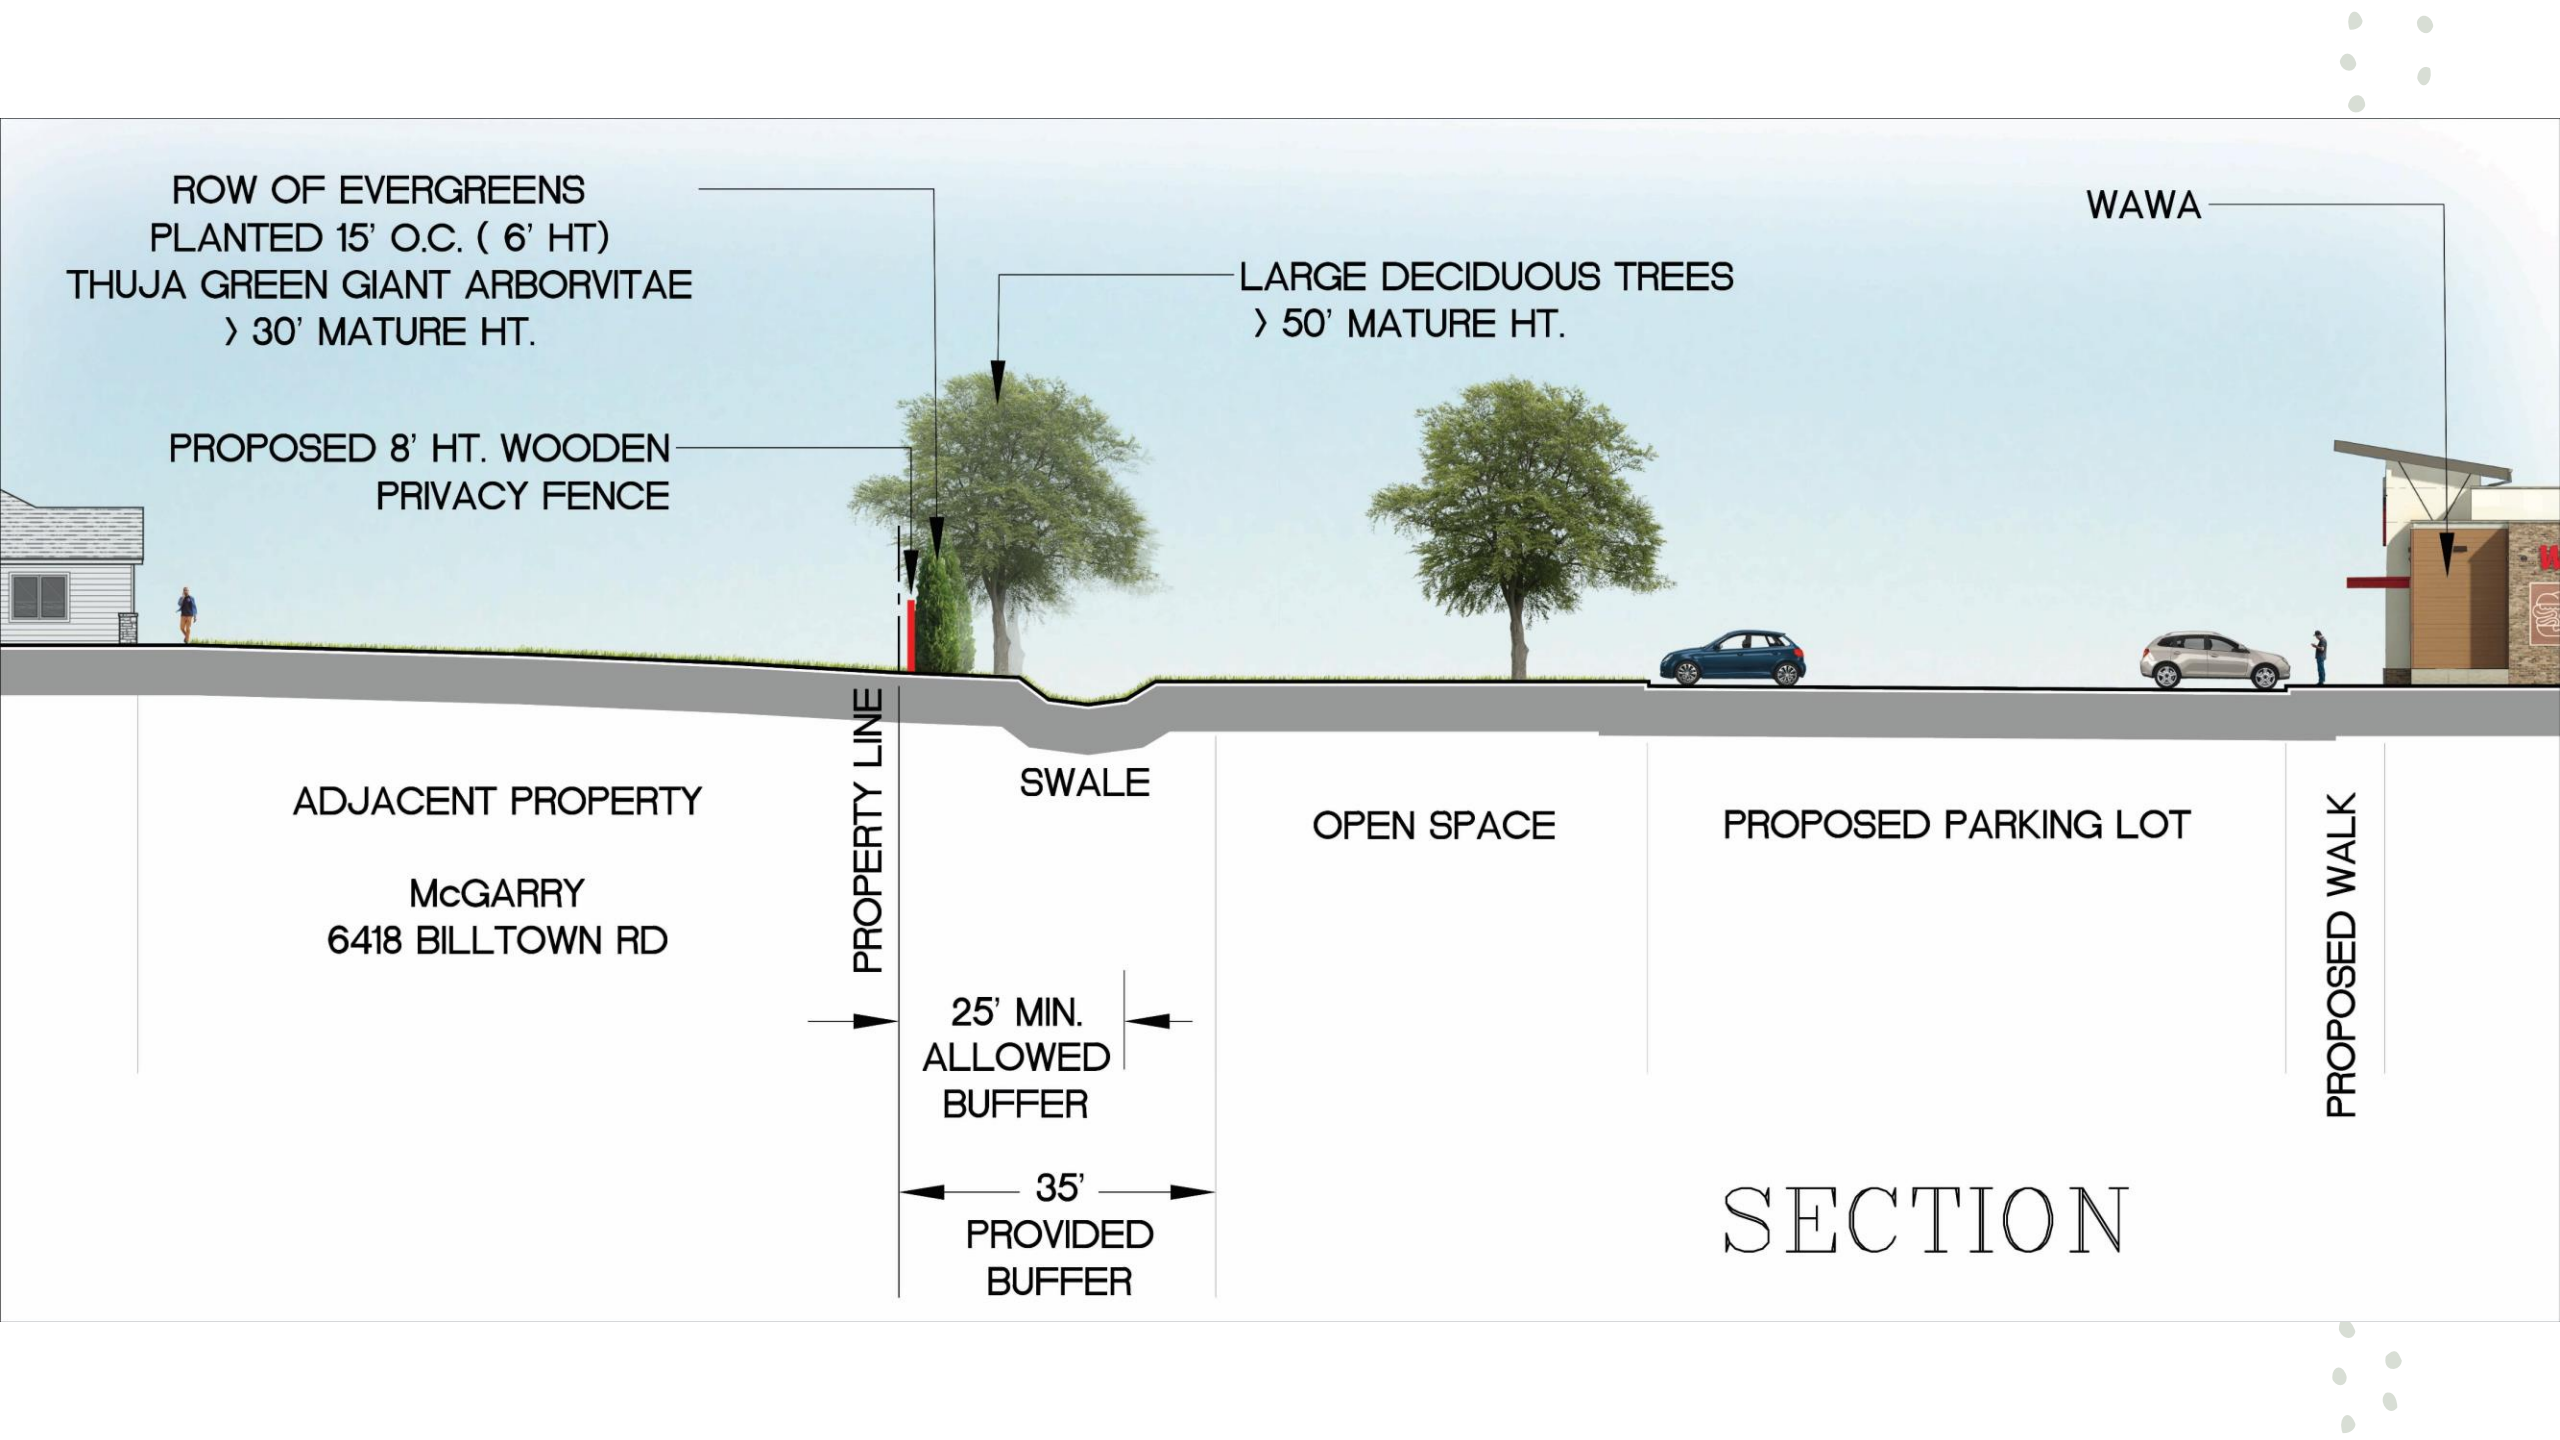 ROW OF EVERGREENS
PLANTED 15' O.C. ( 6' HT)
THUJA GREEN GIANT ARBORVITAE
> 30' MATURE HT.
WAWA
LARGE DECIDUOUS TREES
> 50' MATURE HT.
PROPOSED 8' HT. WOODEN
PRIVACY FENCE
W
PROPERTY LINE
SWALE
ADJACENT PROPERTY
OPEN SPACE
PROPOSED PARKING LOT
PROPOSED WALK
McGARRY
6418 BILLTOWN RD
25' MIN.
ALLOWED
BUFFER
35'
PROVIDED
BUFFER
SECTION